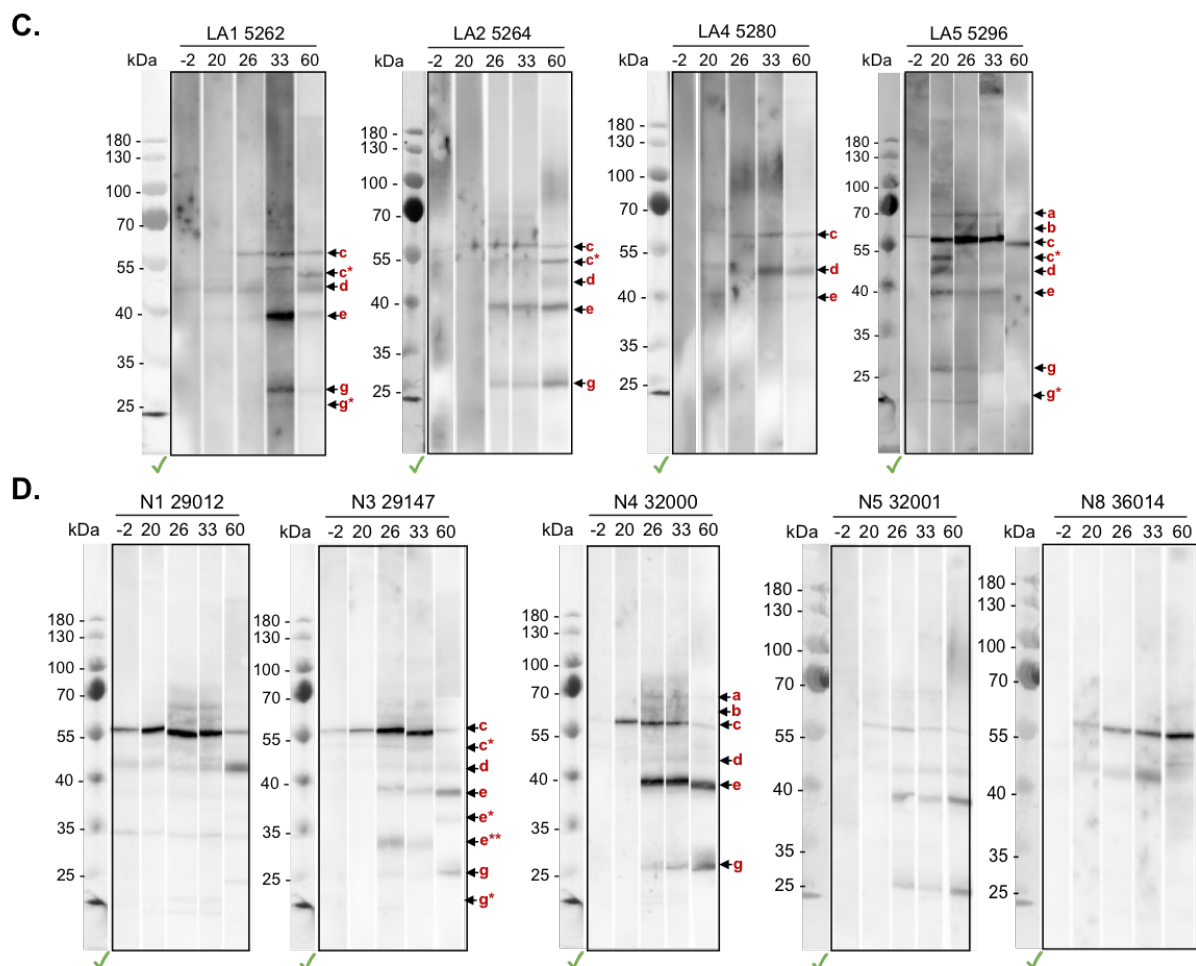 C.
LA1 5262
kDa -2 20 26 33 60
180 -
130 -
100 -
70 -
55 -
40 -
35 -
25 -
c
c*
d
e
g
g*
LA2 5264
kDa -2 20 26 33 60
180 -
130 -
100 -
70 -
55 -
40 -
35 -
25 -
c
c*
d
e
g
LA4 5280
kDa -2 20 26 33 60
180 -
130 -
100 -
70 -
55 -
40 -
35 -
25 -
c
d
e
LA5 5296
kDa -2 20 26 33 60
180 -
130 -
100 -
70 -
55 -
40 -
35 -
25 -
a
b
c
c*
d
e
g
g*
D.
N1 29012
kDa -2 20 26 33 60
180 -
130 -
100 -
70 -
55 -
40 -
35 -
25 -
N3 29147
kDa -2 20 26 33 60
180 -
130 -
100 -
70 -
55 -
40 -
35 -
25 -
c
c*
d
e
e*
e**
g
g*
N4 32000
kDa -2 20 26 33 60
180 -
130 -
100 -
70 -
55 -
40 -
35 -
25 -
a
b
c
d
e
g
N5 32001
kDa -2 20 26 33 60
180 -
130 -
100 -
70 -
55 -
40 -
35 -
25 -
N8 36014
kDa -2 20 26 33 60
180 -
130 -
100 -
70 -
55 -
40 -
35 -
25 -